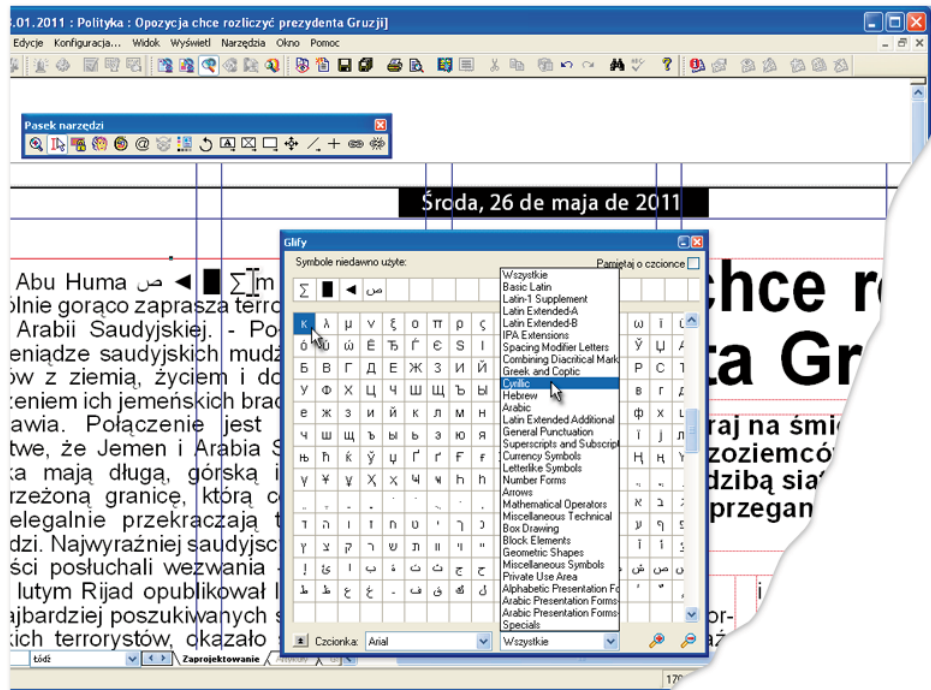 .01.2011 : Polityka : Opozycja chce rozliczyć prezydenta Gruzji]
Edycje Konfiguracja... Widok Wyświetl Narzędzia Okno Pomoc
Pasek narzędzi
Środa, 26 de maja de 2011
Abu Huma ص ◄ █ ∑ m
ólnie gorąco zaprasza terro
Arabii Saudyjskiej. - Po
eniądze saudyjskich mudż
ów z ziemią, życiem i do
zeniem ich jemeńskich brac
awia. Połączenie jest
twe, że Jemen i Arabia S
ka mają długą, górską i
rzeżoną granicę, którą c
elegalnie przekraczają t
dzi. Najwyraźniej saudyjsc
ści posłuchali wezwania
lutym Rijad opublikował l
ajbardziej poszukiwanych s
kich terrorystów, okazało s
chce r
ta Gr
raj na śmi
zoziemcó
dzibą siat
przegan
Glify
Symbole niedawno użyte:
Pamiętaj o czcionce
∑ █ ◄ ص
κ λ μ ν ξ ο π ρ ς ω ϊ
ύ ώ Ё Ђ Ѓ Є Ѕ І Ў Џ
Б В Г Д Е Ж З И Й Р С
У Ф Х Ц Ч Ш Щ Ъ Ы в г
е ж з и й к л м н ф х
ч ш щ ъ ы ь э ю я ї ј
Wszystkie
Basic Latin
Latin-1 Supplement
Latin Extended-A
Latin Extended-B
IPA Extensions
Spacing Modifier Letters
Combining Diacritical Mark
Greek and Coptic
Cyrillic
Hebrew
Arabic
Latin Extended Additional
General Punctuation
Superscripts and Subscript
Currency Symbols
Letterlike Symbols
Number Forms
Arrows
Mathematical Operators
Miscellaneous Technical
Box Drawing
Block Elements
Geometric Shapes
Miscellaneous Symbols
Private Use Area
Alphabetic Presentation Fo
Arabic Presentation Forms
Arabic Presentation Forms-
Specials
Czcionka: Arial
Wszystkie
łódź
Zaprojektowanie